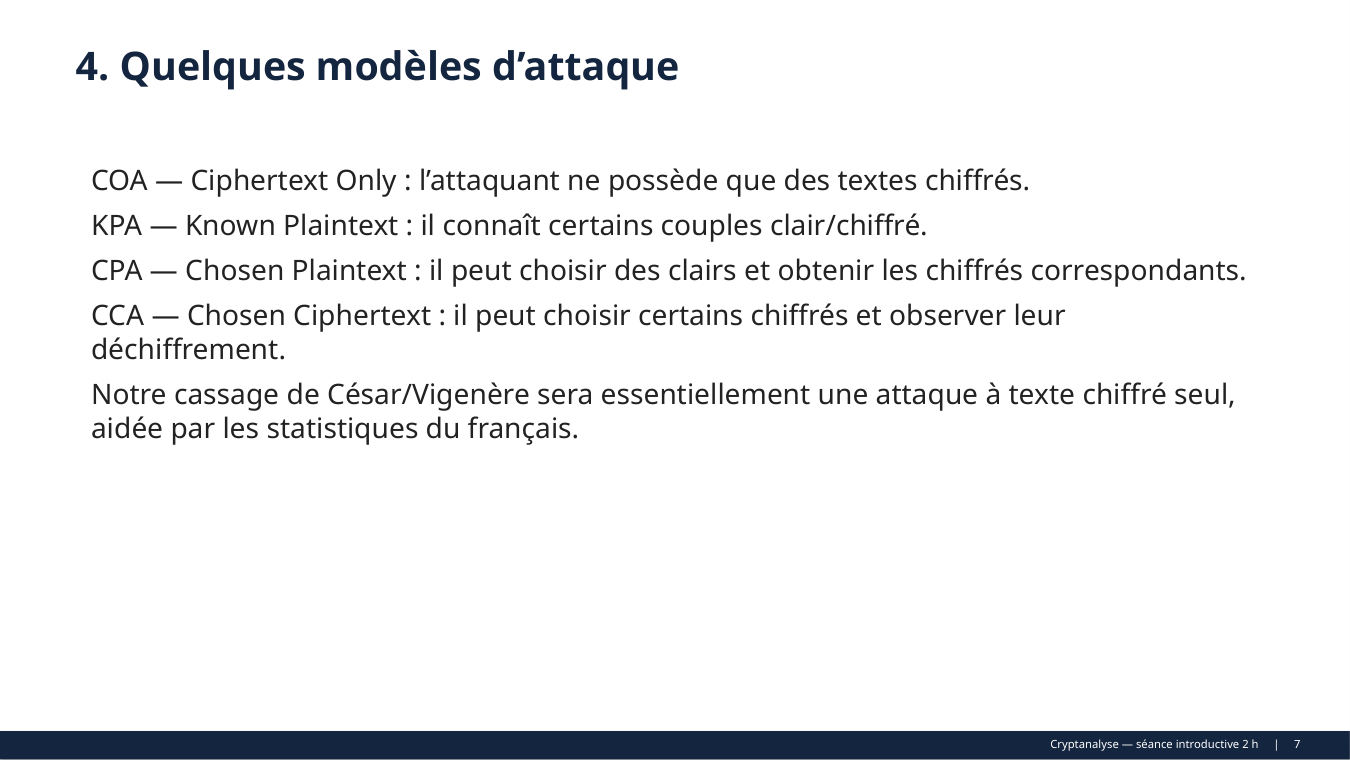 4. Quelques modèles d’attaque
COA — Ciphertext Only : l’attaquant ne possède que des textes chiffrés.
KPA — Known Plaintext : il connaît certains couples clair/chiffré.
CPA — Chosen Plaintext : il peut choisir des clairs et obtenir les chiffrés correspondants.
CCA — Chosen Ciphertext : il peut choisir certains chiffrés et observer leur
déchiffrement.
Notre cassage de César/Vigenère sera essentiellement une attaque à texte chiffré seul,
aidée par les statistiques du français.
Cryptanalyse — séance introductive 2 h | 7